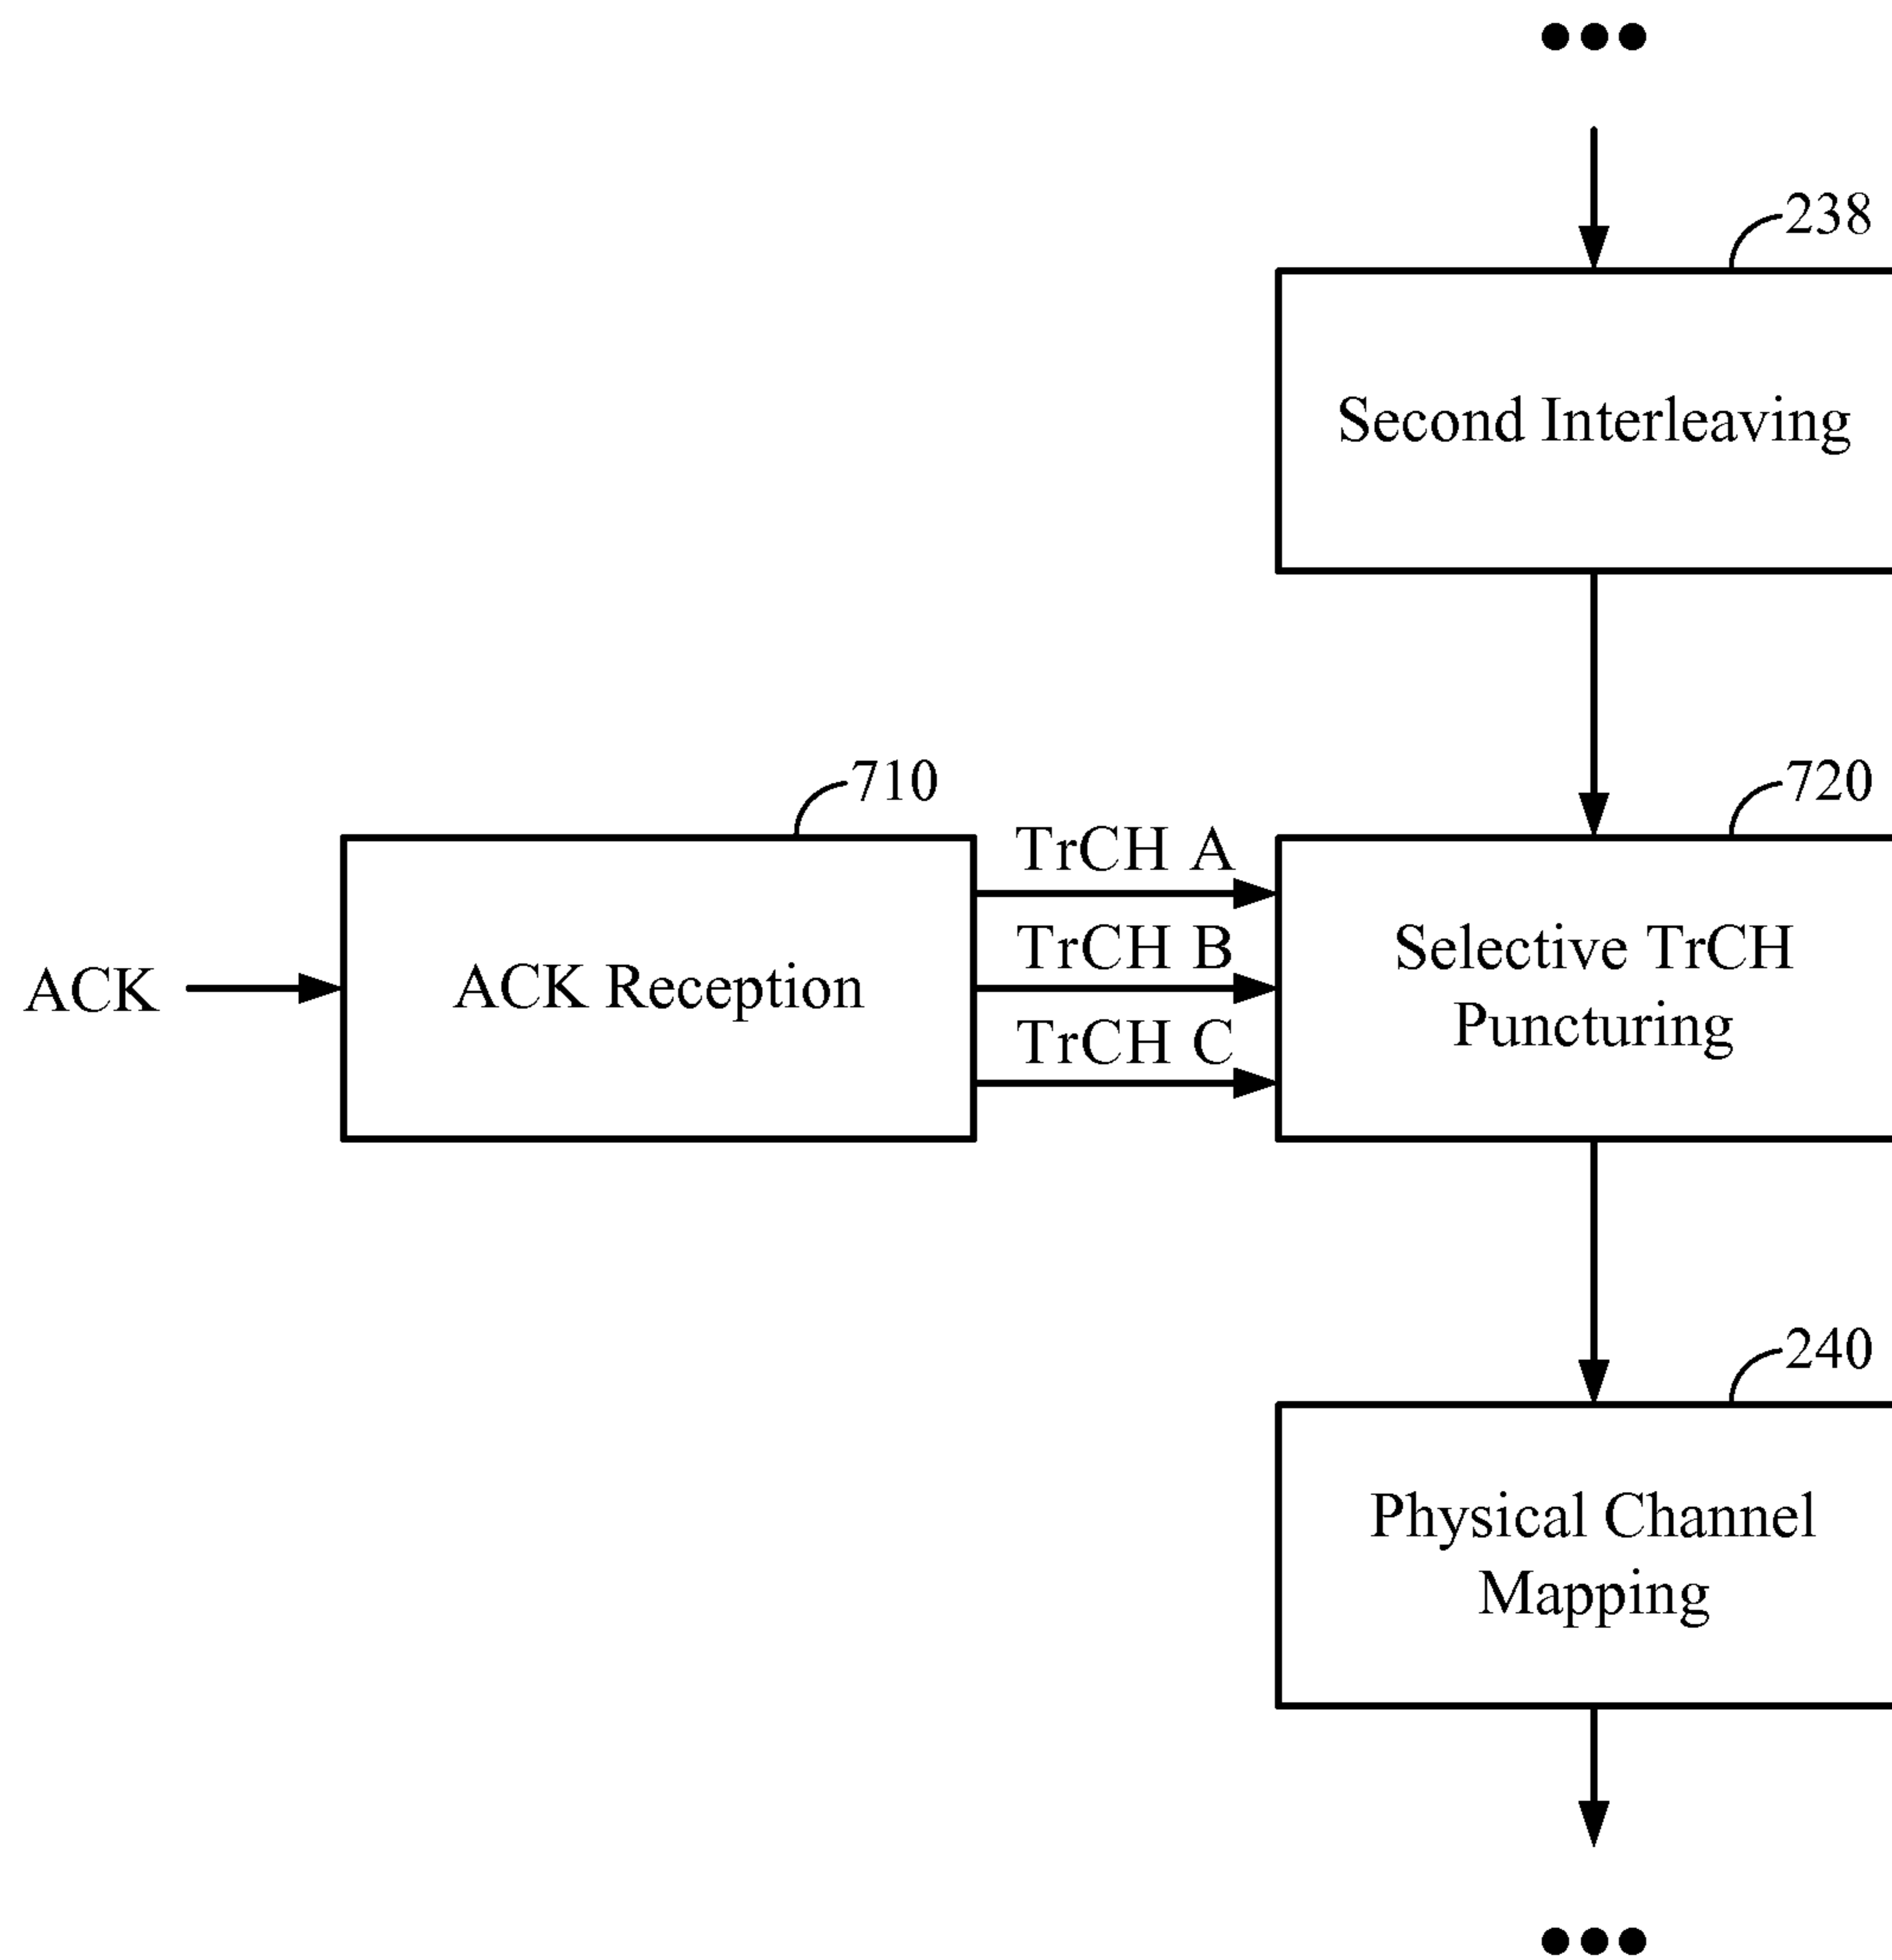 238
Second Interleaving
710
720
TrCH A
TrCH B
TrCH C
ACK
ACK Reception
Selective TrCH
Puncturing
240
Physical Channel
Mapping